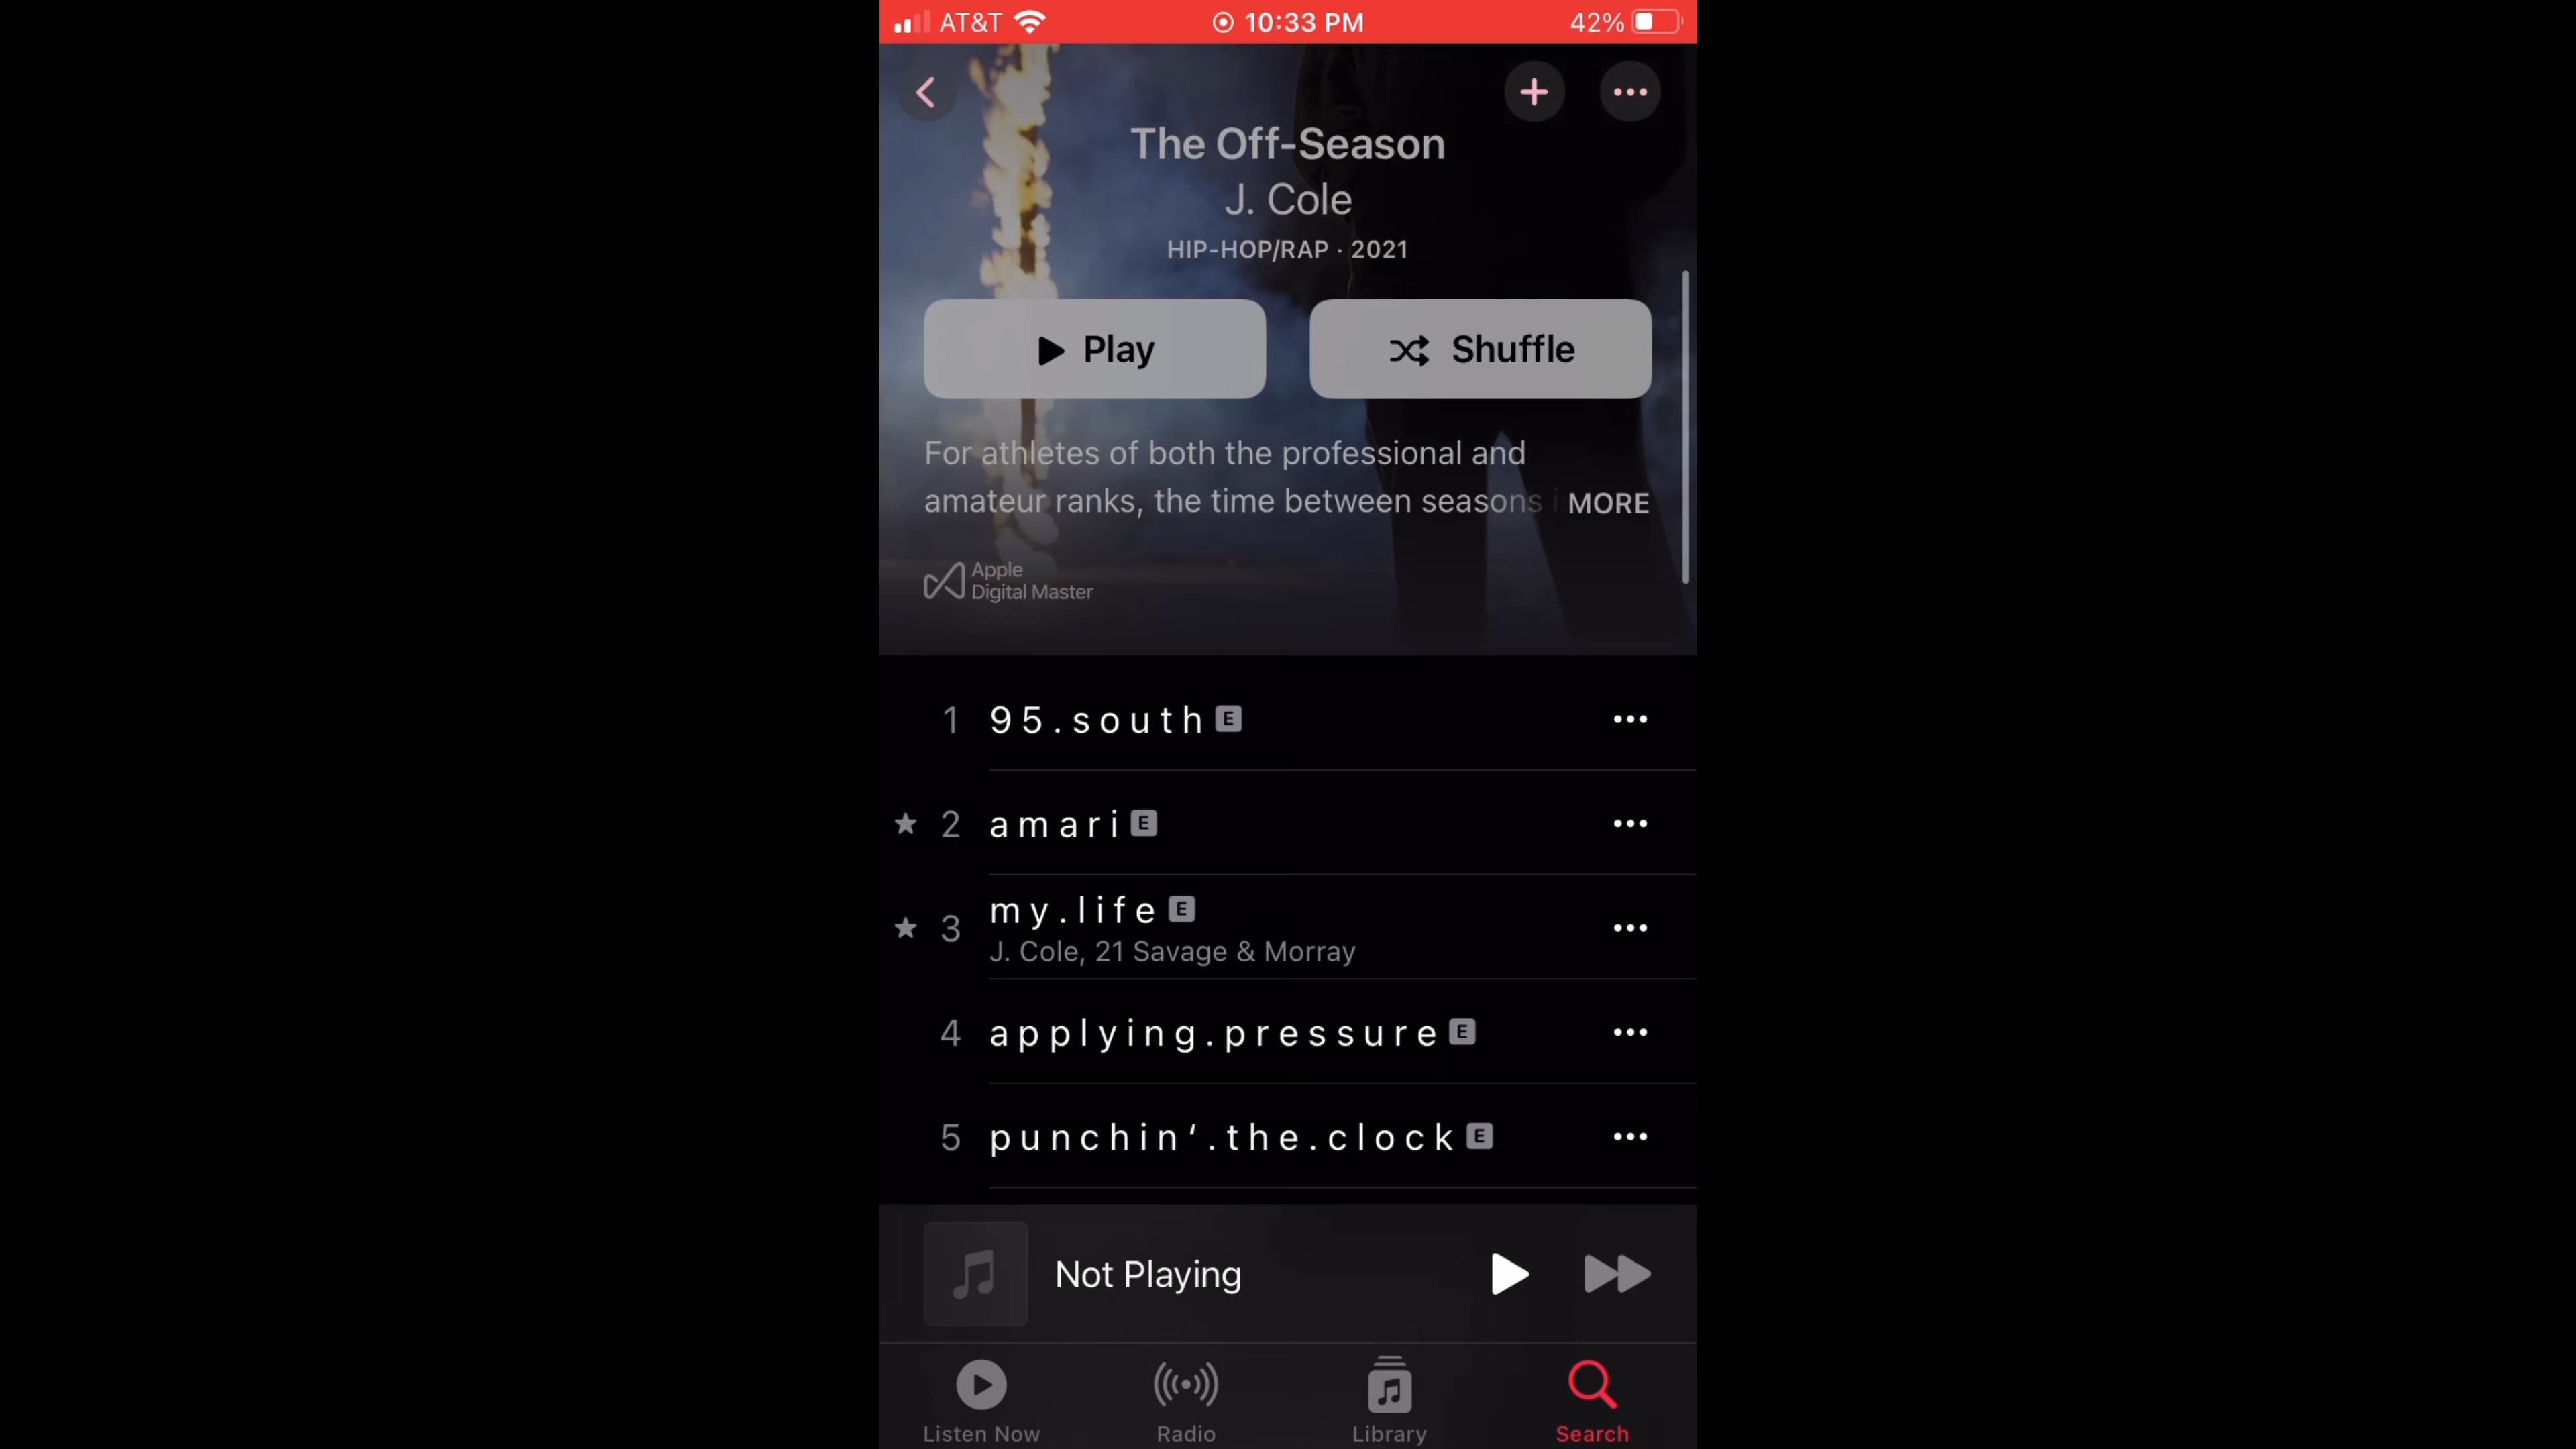 AT&T 10:33 PM 42%
The Off-Season
J. Cole
HIP-HOP/RAP · 2021
Play Shuffle
For athletes of both the professional and
amateur ranks, the time between seasons MORE
Apple
Digital Master
1 95.south E
★ 2 amari E
★ 3 my.life E
J. Cole, 21 Savage & Morray
4 applying.pressure E
5 punchin‘.the.clock E
Not Playing
Listen Now Radio Library Search